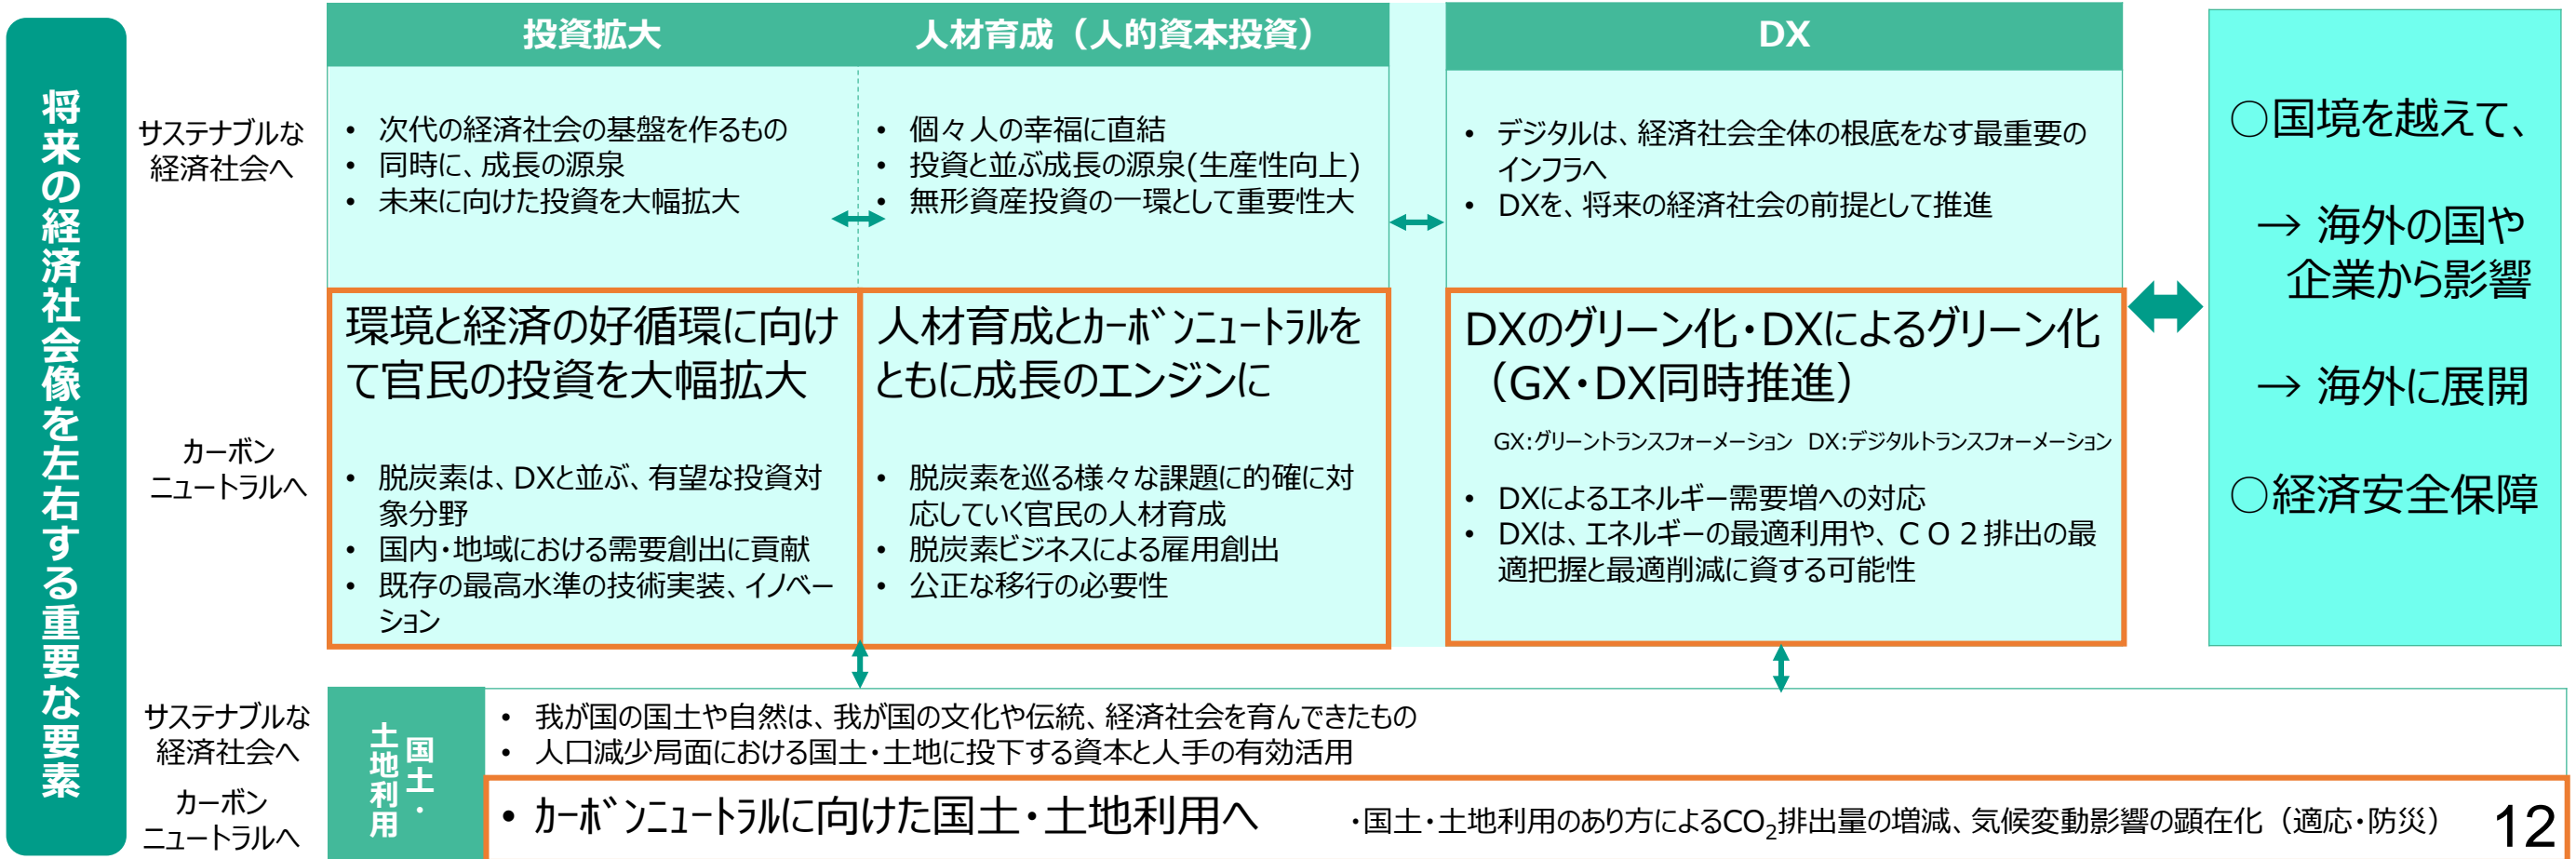 将来の経済社会像を左右する重要な要素
投資拡大
人材育成（人的資本投資）
DX
サステナブルな
経済社会へ
• 次代の経済社会の基盤を作るもの
• 同時に、成長の源泉
• 未来に向けた投資を大幅拡大
• 個々人の幸福に直結
• 投資と並ぶ成長の源泉(生産性向上)
• 無形資産投資の一環として重要性大
• デジタルは、経済社会全体の根底をなす最重要の
インフラへ
• DXを、将来の経済社会の前提として推進
カーボン
ニュートラルへ
環境と経済の好循環に向け
て官民の投資を大幅拡大
• 脱炭素は、DXと並ぶ、有望な投資対
象分野
• 国内・地域における需要創出に貢献
• 既存の最高水準の技術実装、イノベー
ション
人材育成とｶｰﾎﾞﾝﾆｭｰﾄﾗﾙを
ともに成長のエンジンに
• 脱炭素を巡る様々な課題に的確に対
応していく官民の人材育成
• 脱炭素ビジネスによる雇用創出
• 公正な移行の必要性
DXのグリーン化・DXによるグリーン化
（GX・DX同時推進）
GX:グリーントランスフォーメーション DX:デジタルトランスフォーメーション
• DXによるエネルギー需要増への対応
• DXは、エネルギーの最適利用や、ＣＯ２排出の最
適把握と最適削減に資する可能性
○国境を越えて、
→ 海外の国や
企業から影響
→ 海外に展開
○経済安全保障
サステナブルな
経済社会へ
カーボン
ニュートラルへ
国土・
土地利用
• 我が国の国土や自然は、我が国の文化や伝統、経済社会を育んできたもの
• 人口減少局面における国土・土地に投下する資本と人手の有効活用
• ｶｰﾎﾞﾝﾆｭｰﾄﾗﾙに向けた国土・土地利用へ
・国土・土地利用のあり方によるCO₂排出量の増減、気候変動影響の顕在化（適応・防災）
12